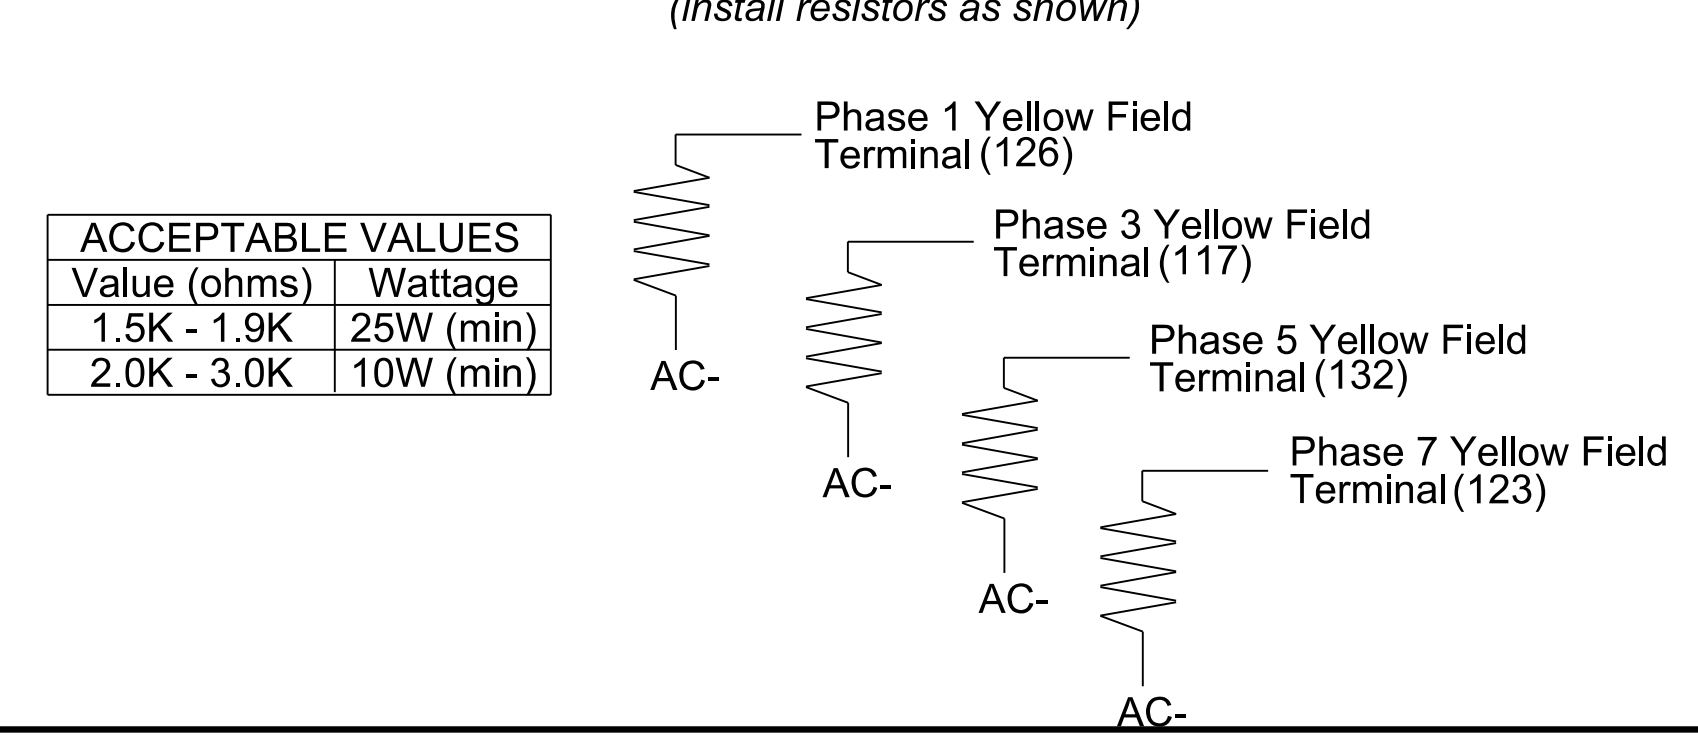 (install resistors as shown)
Phase 1 Yellow Field
Terminal (126)
ACCEPTABLE VALUES
Value (ohms) Wattage
1.5K - 1.9K 25W (min)
2.0K - 3.0K 10W (min)
AC-
Phase 3 Yellow Field
Terminal (117)
AC-
Phase 5 Yellow Field
Terminal (132)
AC-
Phase 7 Yellow Field
Terminal (123)
AC-